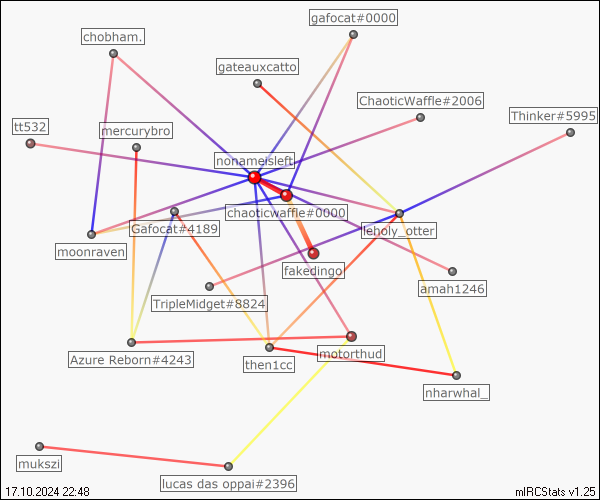 gafocat#0000
chobham.
gateauxcatto
ChaoticWaffle#2006
Thinker#5995
tt532
mercurybro
nonameisleft
chaoticwaffle#0000
Gafocat#4189
leboly_otter
moonraven
fakedingo
amah1246
TripleMidget#8824
Azure Reborn#4243
motorthud
then1cc
nharwhal_
mukszi
lucas das oppai#2396
17.10.2024 22:48
mIRCStats v1.25